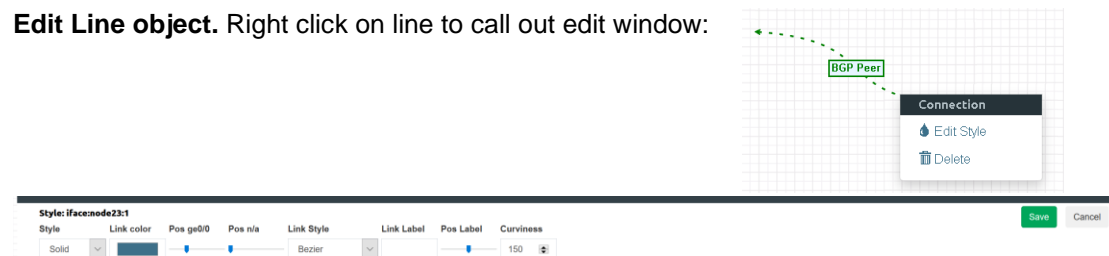 Edit Line object. Right click on line to call out edit window:
BGP Peer
Connection
Edit Style
Delete
Style: iface:node23:1
Save Cancel
Style Link color Pos ge0/0 Pos n/a Link Style Link Label Pos Label Curviness
Solid Bezier 150